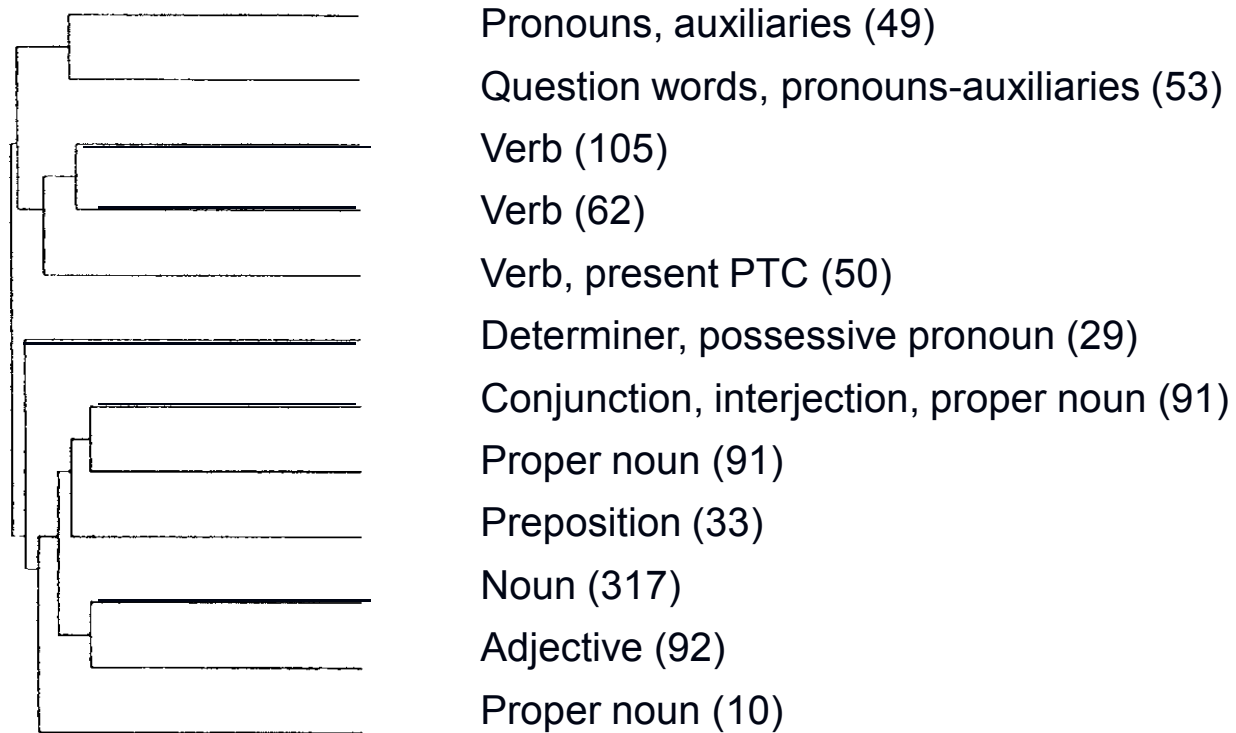 Pronouns, auxiliaries (49)
Question words, pronouns-auxiliaries (53)
Verb (105)
Verb (62)
Verb, present PTC (50)
Determiner, possessive pronoun (29)
Conjunction, interjection, proper noun (91)
Proper noun (91)
Preposition (33)
Noun (317)
Adjective (92)
Proper noun (10)